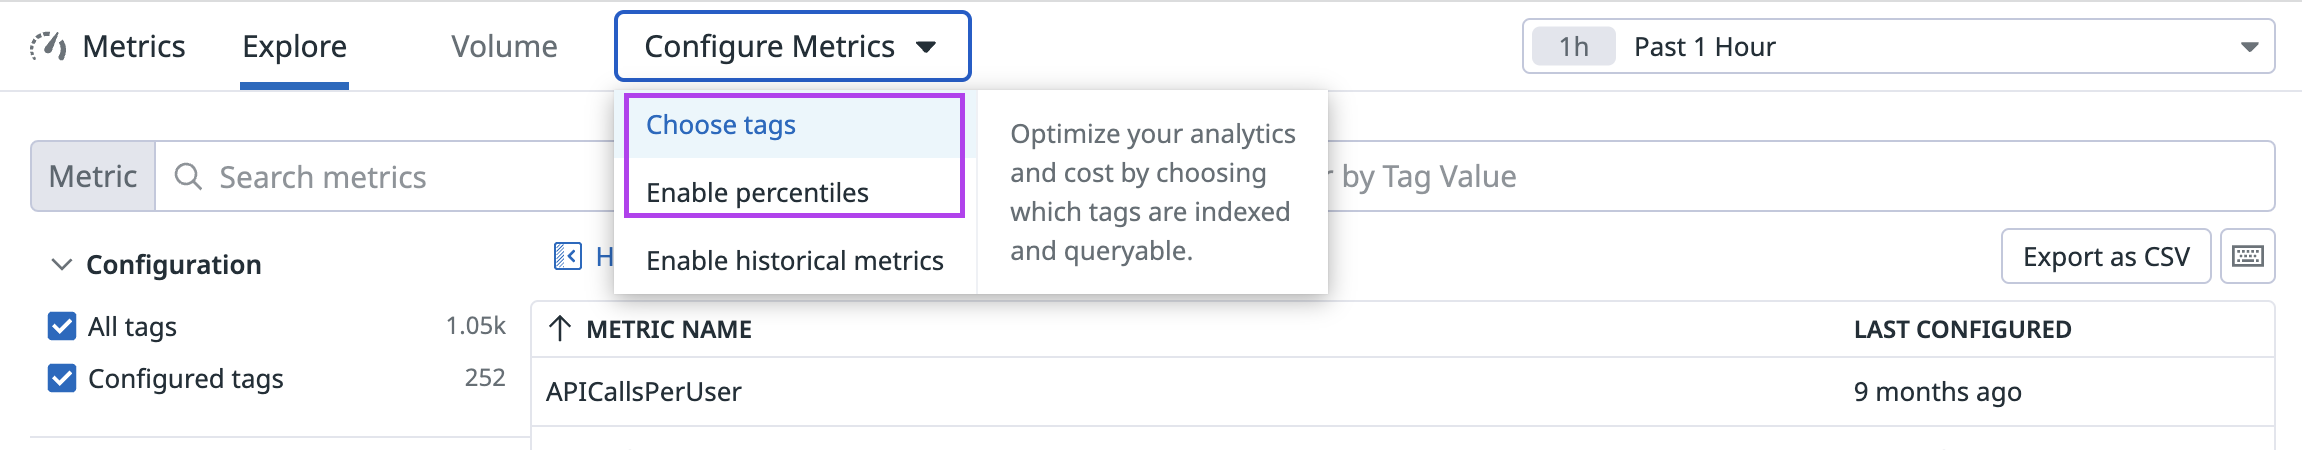 Metrics Explore Volume Configure Metrics 1h Past 1 Hour
Choose tags
Enable percentiles
Enable historical metrics
Optimize your analytics
and cost by choosing
which tags are indexed
and queryable.
Metric Search metrics by Tag Value
Configuration
All tags 1.05k
Configured tags 252
Export as CSV
METRIC NAME LAST CONFIGURED
APICallsPerUser 9 months ago